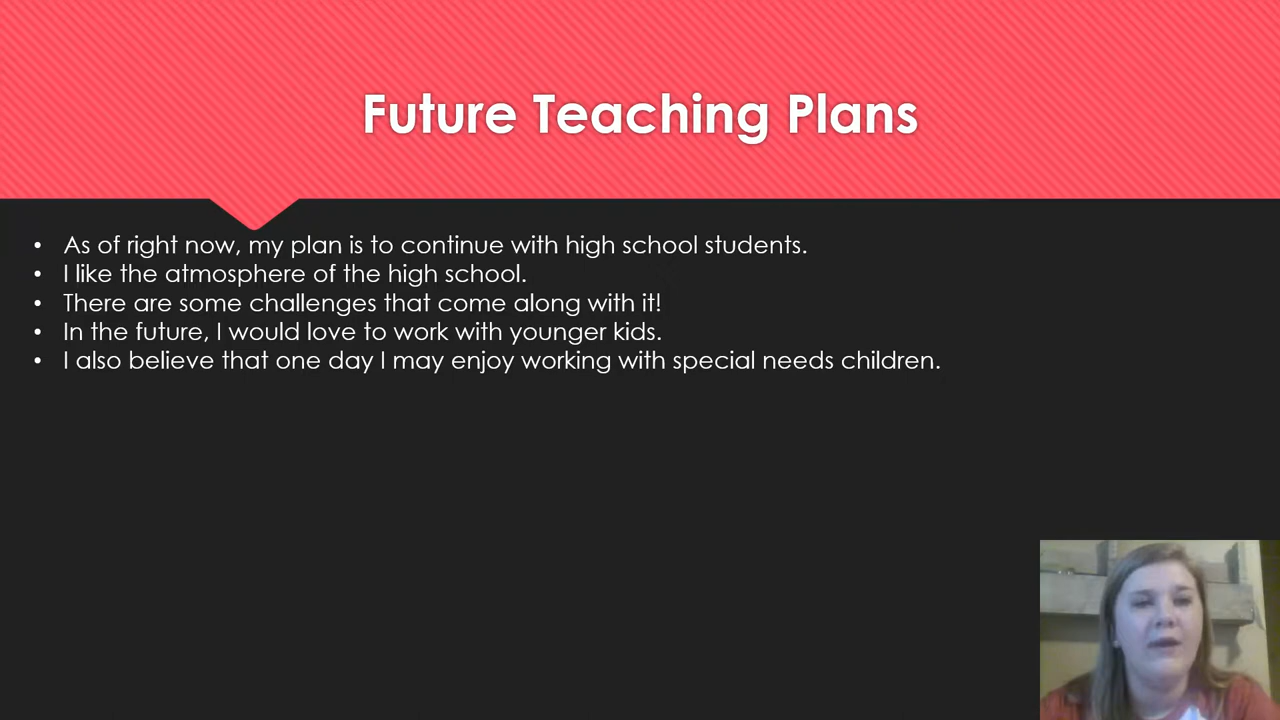 Future Teaching Plans
• As of right now, my plan is to continue with high school students.
• I like the atmosphere of the high school.
• There are some challenges that come along with it!
• In the future, I would love to work with younger kids.
• I also believe that one day I may enjoy working with special needs children.